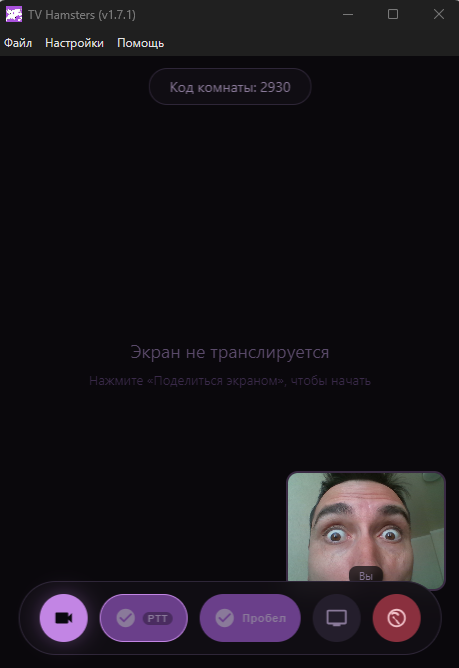 TV Hamsters (v1.7.1)
Файл Настройки Помощь
Код комнаты: 2930
Экран не транслируется
Нажмите «Поделиться экраном», чтобы начать
Вы
PTT Пробел